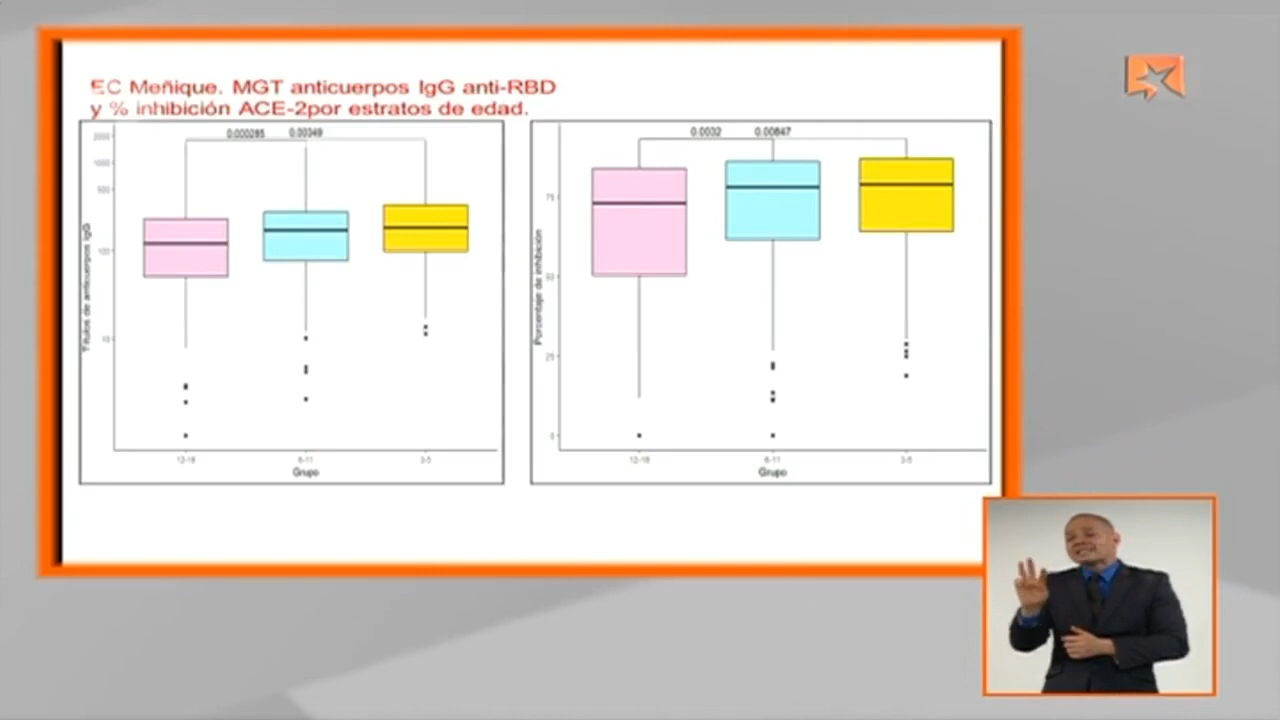 EC Meñique. MGT anticuerpos IgG anti-RBD
y % inhibición ACE-2por estratos de edad.
0.000285 0.00349
2000
1000
500
100
10
Títulos de anticuerpos IgG
12-18 6-11 3-5
Grupo
0.0032 0.00847
75
50
25
0
Porcentaje de inhibición
12-18 6-11 3-5
Grupo